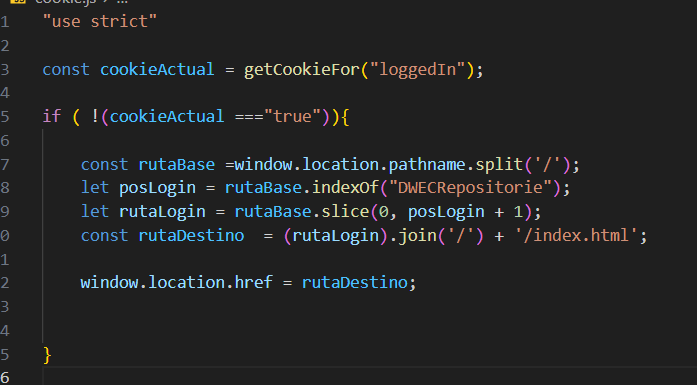 cookie.js > ...
1 "use strict"
2
3 const cookieActual = getCookieFor("loggedIn");
4
5 if ( !(cookieActual ==="true")){
6
7 const rutaBase =window.location.pathname.split('/');
8 let posLogin = rutaBase.indexOf("DWECRepositorie");
9 let rutaLogin = rutaBase.slice(0, posLogin + 1);
0 const rutaDestino  = (rutaLogin).join('/') + '/index.html';
1
2 window.location.href = rutaDestino;
3
4
5 }
6